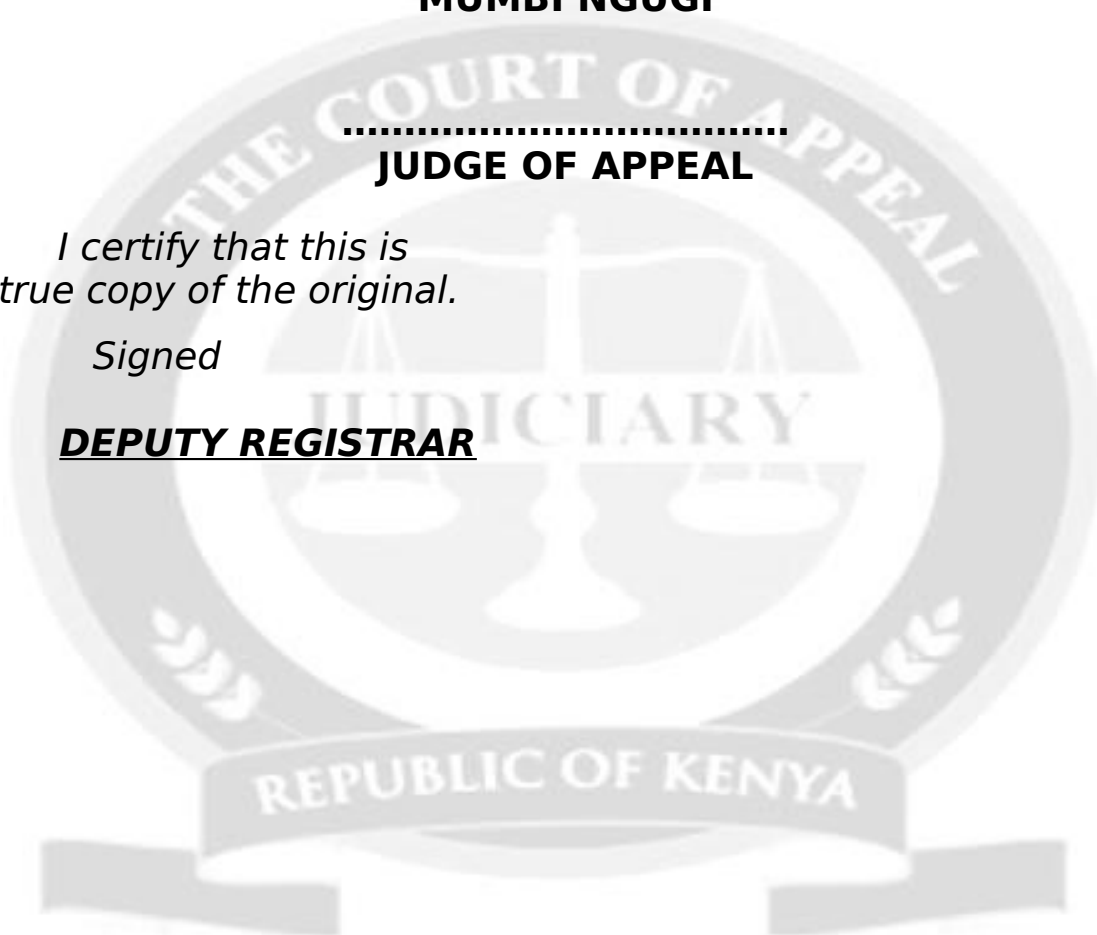 MUMBI NGUGI
THE COURT OF APPEAL
....................................
JUDGE OF APPEAL
I certify that this is
true copy of the original.
Signed
JUDICIARY
DEPUTY REGISTRAR
REPUBLIC OF KENYA